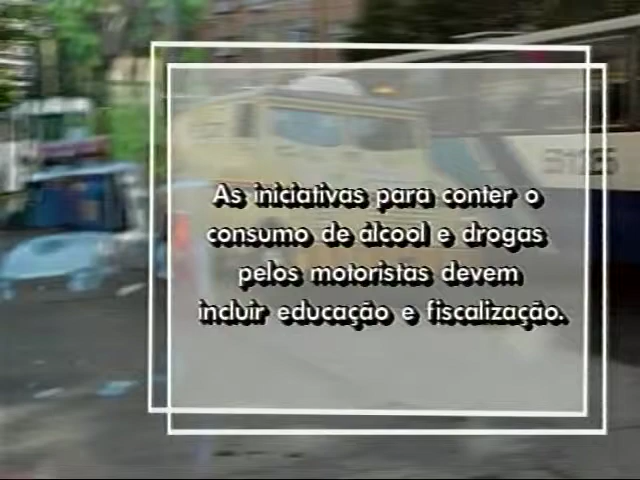 As iniciativas para conter o
consumo de álcool e drogas
pelos motoristas devem
incluir educação e fiscalização.